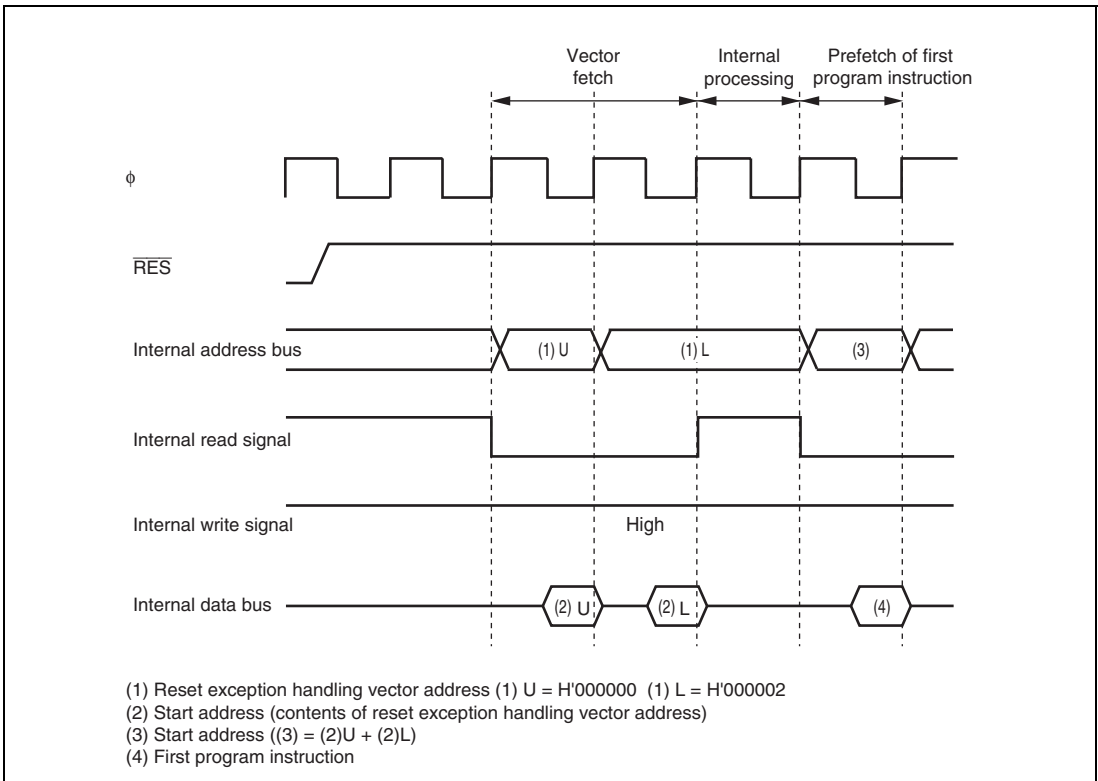 Vector
fetch
Internal
processing
Prefetch of first
program instruction
φ
RES
Internal address bus
(1) U
(1) L
(3)
Internal read signal
Internal write signal
High
Internal data bus
(2) U
(2) L
(4)
(1) Reset exception handling vector address (1) U = H'000000 (1) L = H'000002
(2) Start address (contents of reset exception handling vector address)
(3) Start address ((3) = (2)U + (2)L)
(4) First program instruction